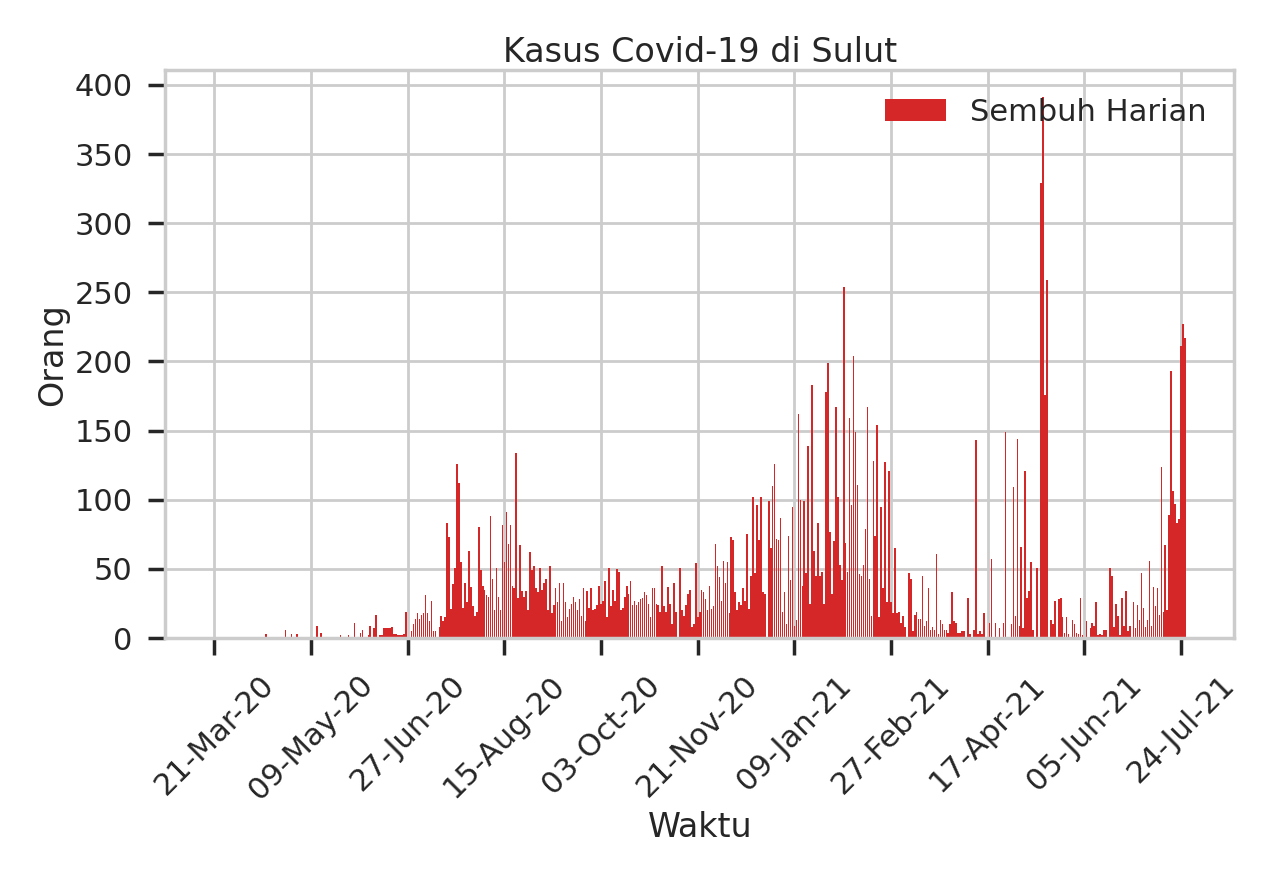 Kasus Covid-19 di Sulut
Sembuh Harian
Orang
400
350
300
250
200
150
100
50
0
21-Mar-20
09-May-20
27-Jun-20
15-Aug-20
03-Oct-20
21-Nov-20
09-Jan-21
27-Feb-21
17-Apr-21
05-Jun-21
24-Jul-21
Waktu